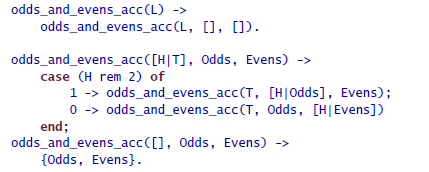 odds_and_evens_acc(L) ->
    odds_and_evens_acc(L, [], []).

odds_and_evens_acc([H|T], Odds, Evens) ->
    case (H rem 2) of
        1 -> odds_and_evens_acc(T, [H|Odds], Evens);
        0 -> odds_and_evens_acc(T, Odds, [H|Evens])
    end;
odds_and_evens_acc([], Odds, Evens) ->
    {Odds, Evens}.